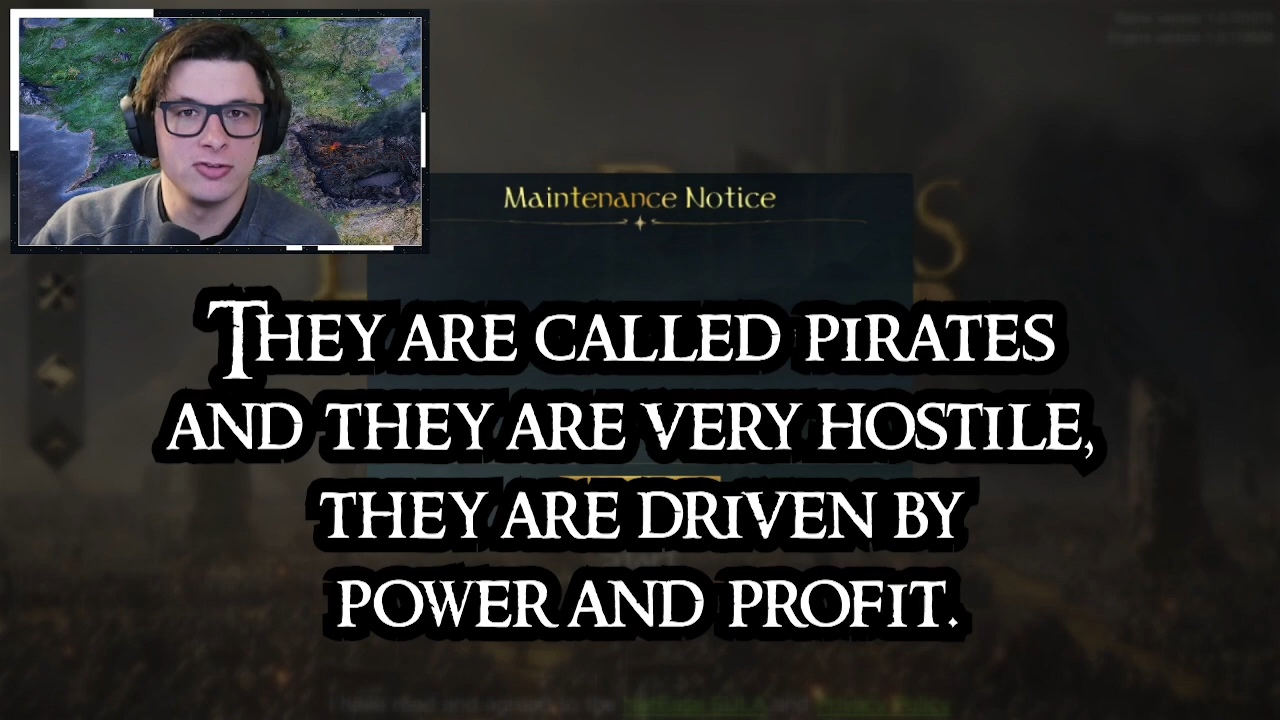 Maintenance Notice
They are called pirates
and they are very hostile,
they are driven by
power and profit.